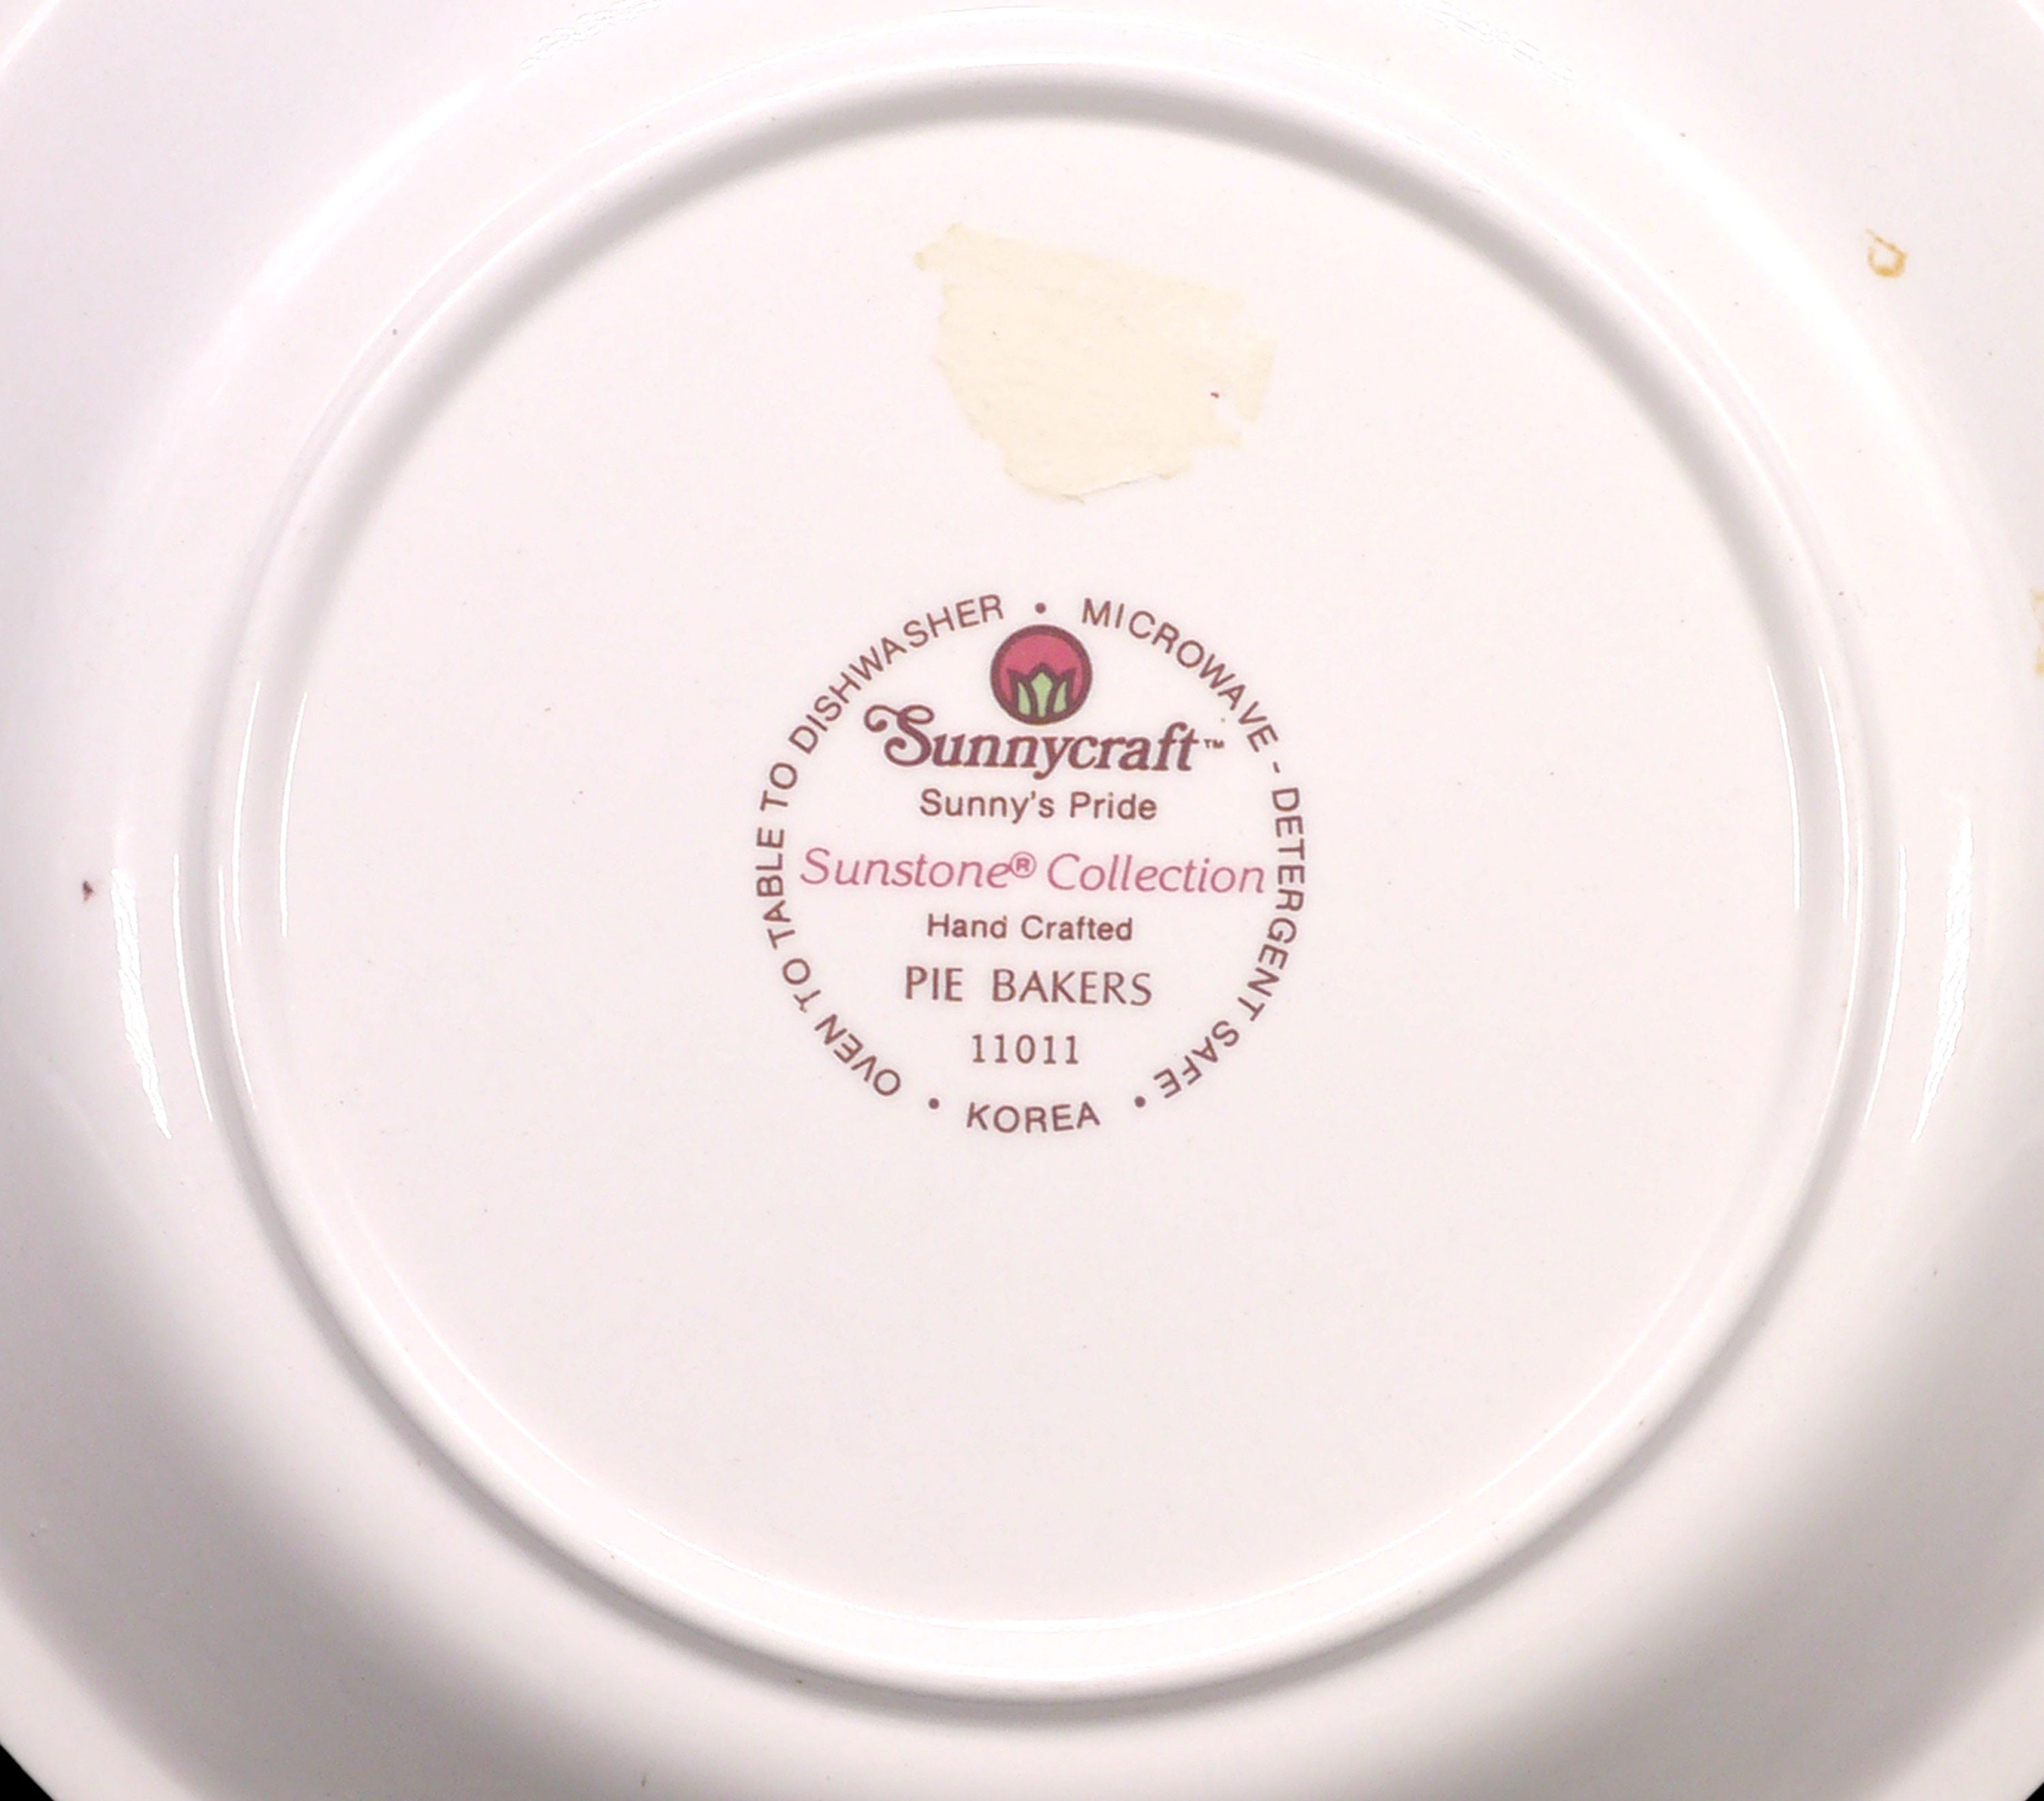 OVEN TO TABLE TO DISHWASHER • MICROWAVE - DETERGENT SAFE •
Sunnycraft™
Sunny's Pride
Sunstone® Collection
Hand Crafted
PIE BAKERS
11011
• KOREA